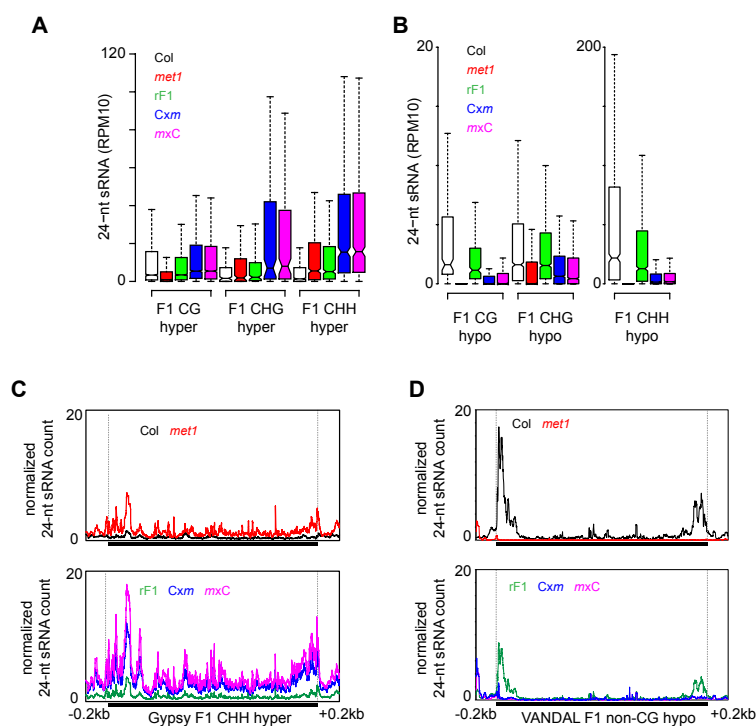 A
24−nt sRNA (RPM10)
120
0
Col
met1
rF1
Cxm
mxC
F1 CG
hyper
F1 CHG
hyper
F1 CHH
hyper
B
24−nt sRNA (RPM10)
20
0
Col
met1
rF1
Cxm
mxC
200
0
F1 CG
hypo
F1 CHG
hypo
F1 CHH
hypo
C
normalized
24-nt sRNA count
20
0
Col met1
normalized
24-nt sRNA count
20
0
rF1 Cxm mxC
-0.2kb Gypsy F1 CHH hyper +0.2kb
D
normalized
24-nt sRNA count
20
0
Col met1
normalized
24-nt sRNA count
20
0
rF1 Cxm mxC
-0.2kb VANDAL F1 non-CG hypo +0.2kb